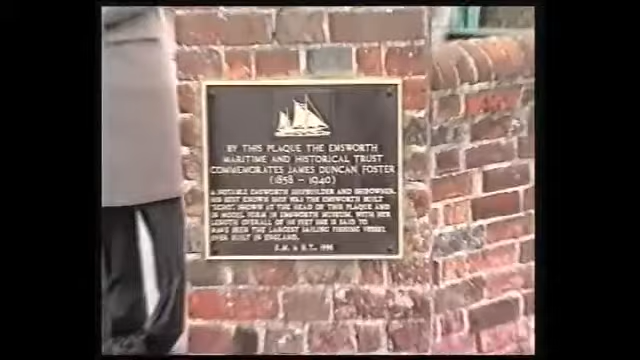 BY THIS PLAQUE THE EMSWORTH
MARITIME AND HISTORICAL TRUST
COMMEMORATES JAMES DUNCAN FOSTER
(1858 - 1940)
A NOTABLE EMSWORTH SHIPBUILDER AND SHIPOWNER.
HIS BEST KNOWN SHIP WAS THE EMSWORTH BUILT
"ECHO", SHOWN AT THE HEAD OF THIS PLAQUE AND
IN MODEL FORM IN EMSWORTH MUSEUM. WITH HER
LENGTH OVERALL OF 110 FEET SHE IS SAID TO
HAVE BEEN THE LARGEST SAILING FISHING VESSEL
EVER BUILT IN ENGLAND.
E.M. & H.T.